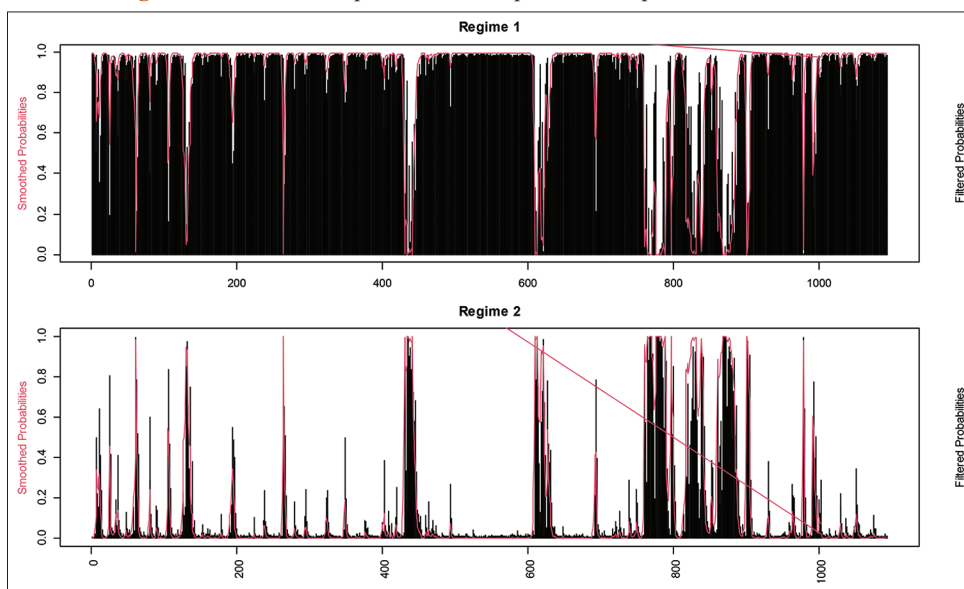 Regime 1
Smoothed Probabilities
0.0 0.2 0.4 0.6 0.8 1.0
Filtered Probabilities
0 200 400 600 800 1000
Regime 2
Smoothed Probabilities
0.0 0.2 0.4 0.6 0.8 1.0
Filtered Probabilities
0 200 400 600 800 1000